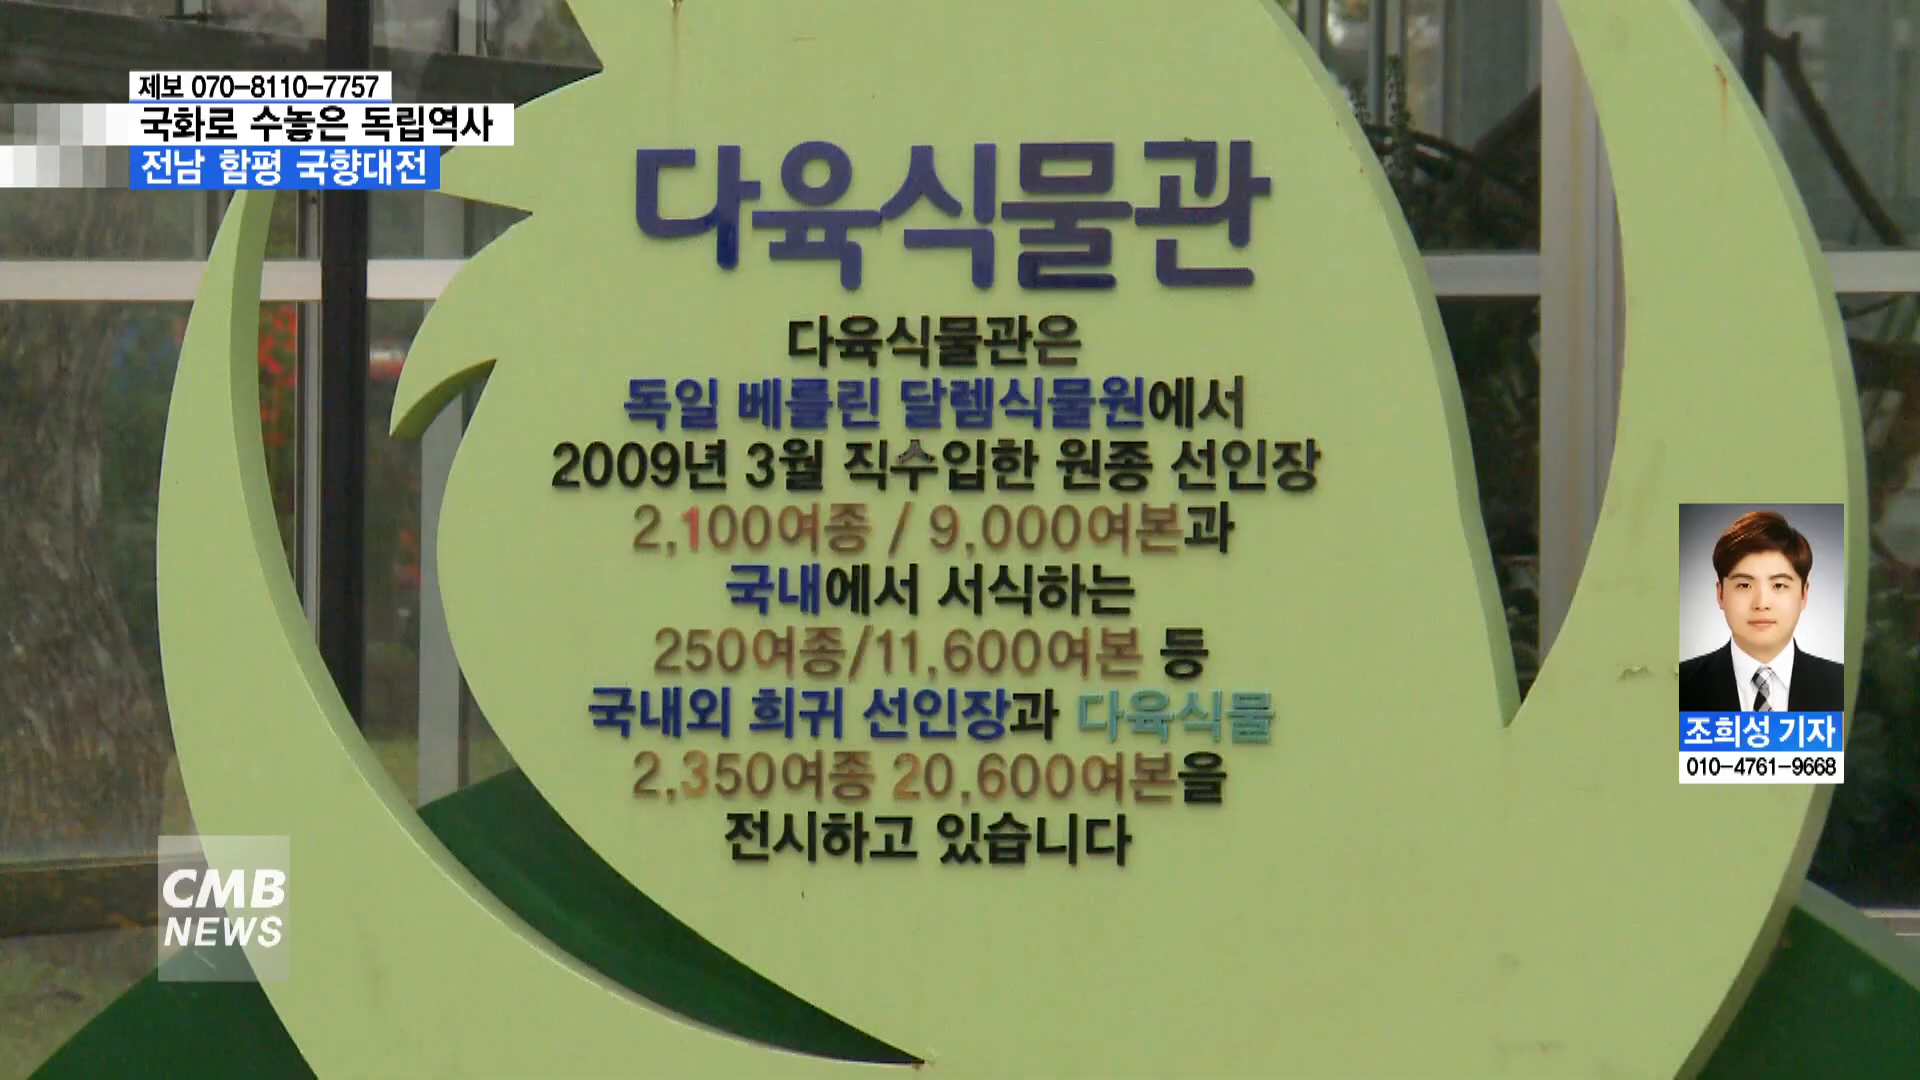 제보 070-8110-7757
국화로 수놓은 독립역사
전남 함평 국향대전
다육식물관
다육식물관은
독일 베를린 달렘식물원에서
2009년 3월 직수입한 원종 선인장
2,100여종 / 9,000여본과
국내에서 서식하는
250여종/11,600여본 등
국내외 희귀 선인장과 다육식물
2,350여종 20,600여본을
전시하고 있습니다
조희성 기자
010-4761-9668
CMB
NEWS